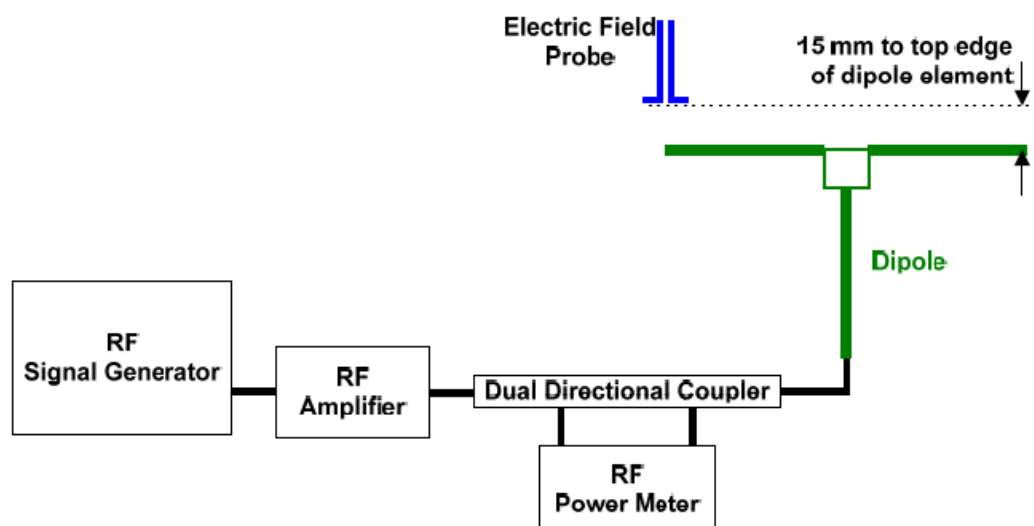 Electric Field
Probe
15 mm to top edge
of dipole element
Dipole
RF
Signal Generator
RF
Amplifier
Dual Directional Coupler
RF
Power Meter